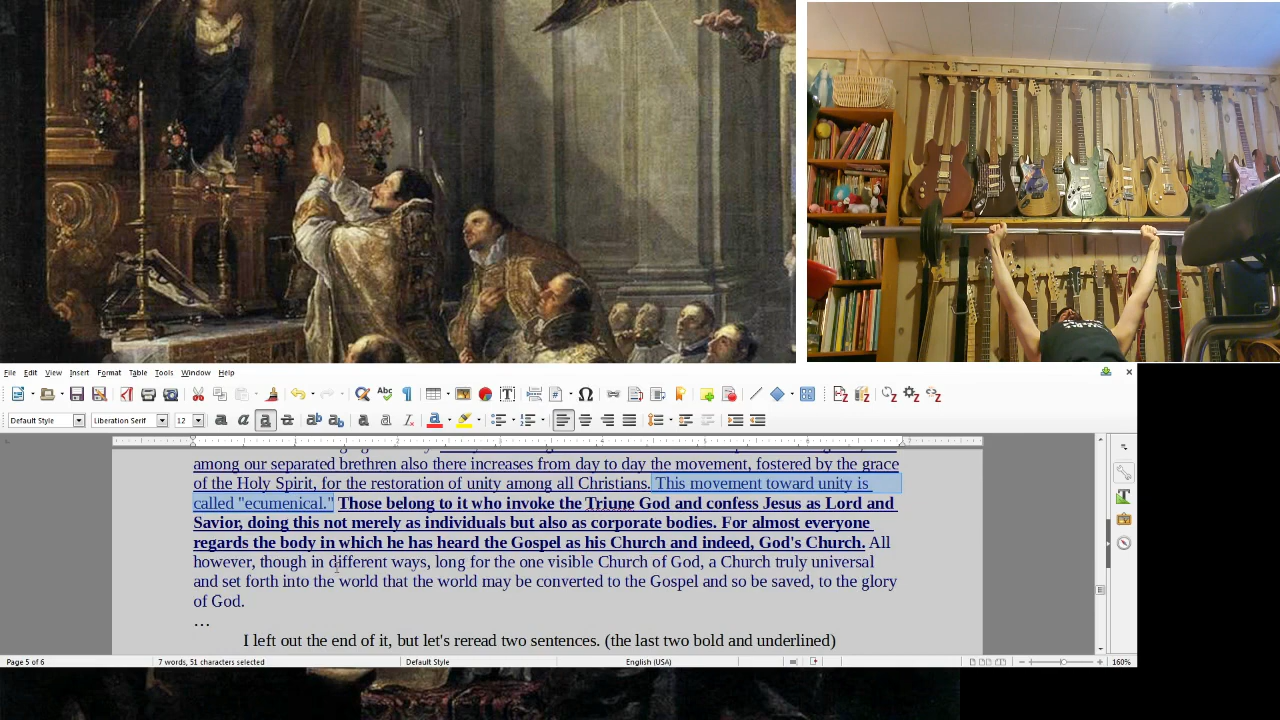 File Edit View Insert Format Table Tools Window Help
Default Style Liberation Serif 12
among our separated brethren also there increases from day to day the movement, fostered by the grace
of the Holy Spirit, for the restoration of unity among all Christians. This movement toward unity is
called "ecumenical." Those belong to it who invoke the Triune God and confess Jesus as Lord and
Savior, doing this not merely as individuals but also as corporate bodies. For almost everyone
regards the body in which he has heard the Gospel as his Church and indeed, God's Church. All
however, though in different ways, long for the one visible Church of God, a Church truly universal
and set forth into the world that the world may be converted to the Gospel and so be saved, to the glory
of God.
…
I left out the end of it, but let's reread two sentences. (the last two bold and underlined)
Page 5 of 6 7 words, 51 characters selected Default Style English (USA) 160%